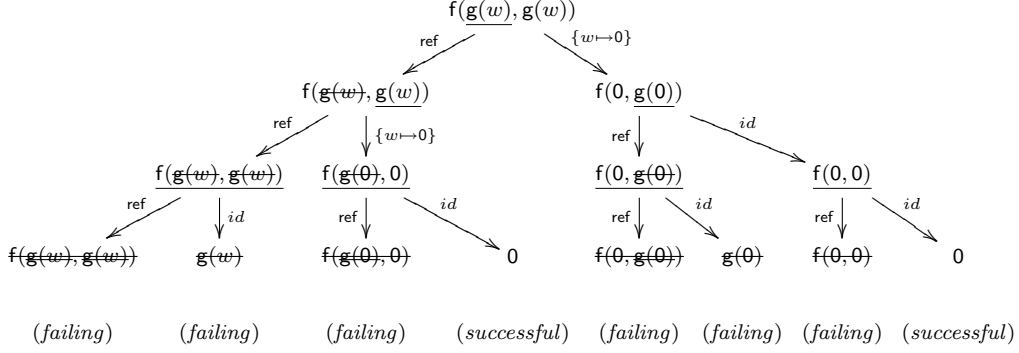 f(g(w), g(w))
ref {w↦0}
f(g(w), g(w)) f(0, g(0))
ref {w↦0} ref id
f(g(w), g(w)) f(g(0), 0) f(0, g(0)) f(0, 0)
ref id ref id ref id ref id
f(g(w), g(w)) g(w) f(g(0), 0) 0 f(0, g(0)) g(0) f(0, 0) 0
(failing) (failing) (failing) (successful) (failing) (failing) (failing) (successful)